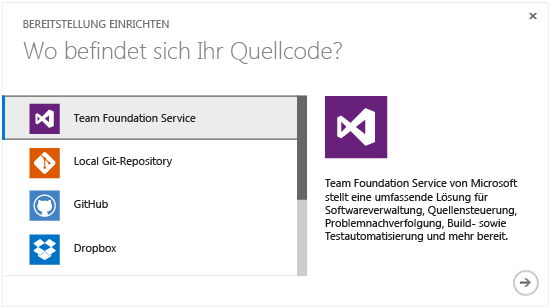 BEREITSTELLUNG EINRICHTEN
Wo befindet sich Ihr Quellcode?
Team Foundation Service
Local Git-Repository
GitHub
Dropbox
Team Foundation Service von Microsoft
stellt eine umfassende Lösung für
Softwareverwaltung, Quellensteuerung,
Problemnachverfolgung, Build- sowie
Testautomatisierung und mehr bereit.